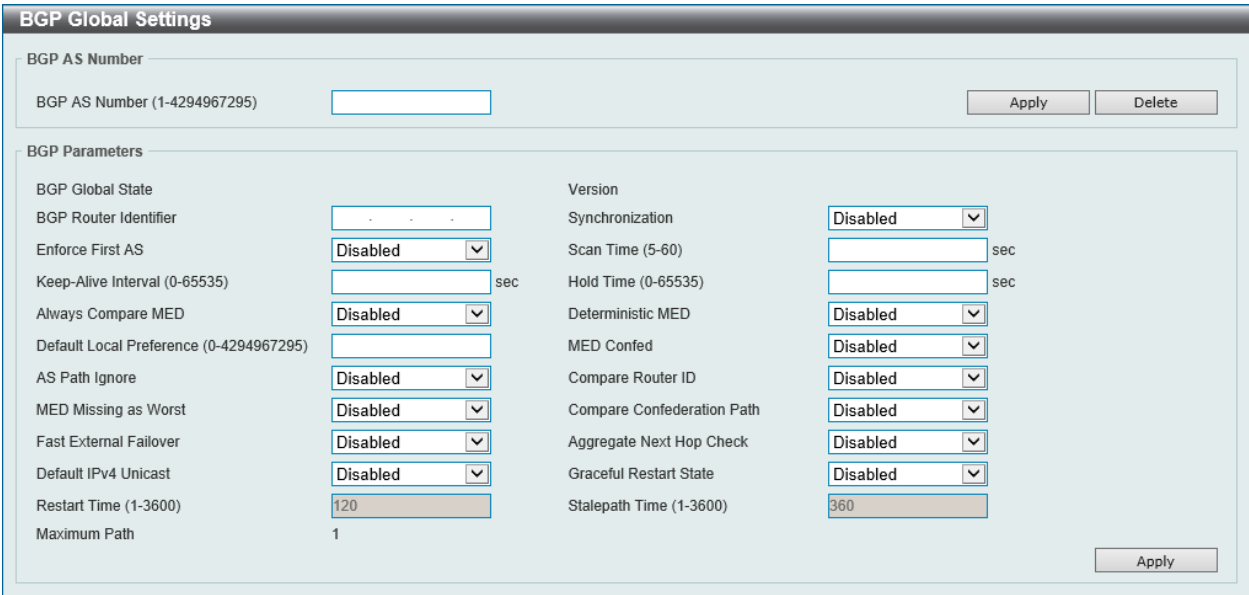 BGP Global Settings
BGP AS Number
BGP AS Number (1-4294967295) Apply Delete
BGP Parameters
BGP Global State Version
BGP Router Identifier . . . Synchronization Disabled
Enforce First AS Disabled Scan Time (5-60) sec
Keep-Alive Interval (0-65535) sec Hold Time (0-65535) sec
Always Compare MED Disabled Deterministic MED Disabled
Default Local Preference (0-4294967295) MED Confed Disabled
AS Path Ignore Disabled Compare Router ID Disabled
MED Missing as Worst Disabled Compare Confederation Path Disabled
Fast External Failover Disabled Aggregate Next Hop Check Disabled
Default IPv4 Unicast Disabled Graceful Restart State Disabled
Restart Time (1-3600) 120 Stalepath Time (1-3600) 360
Maximum Path 1
Apply